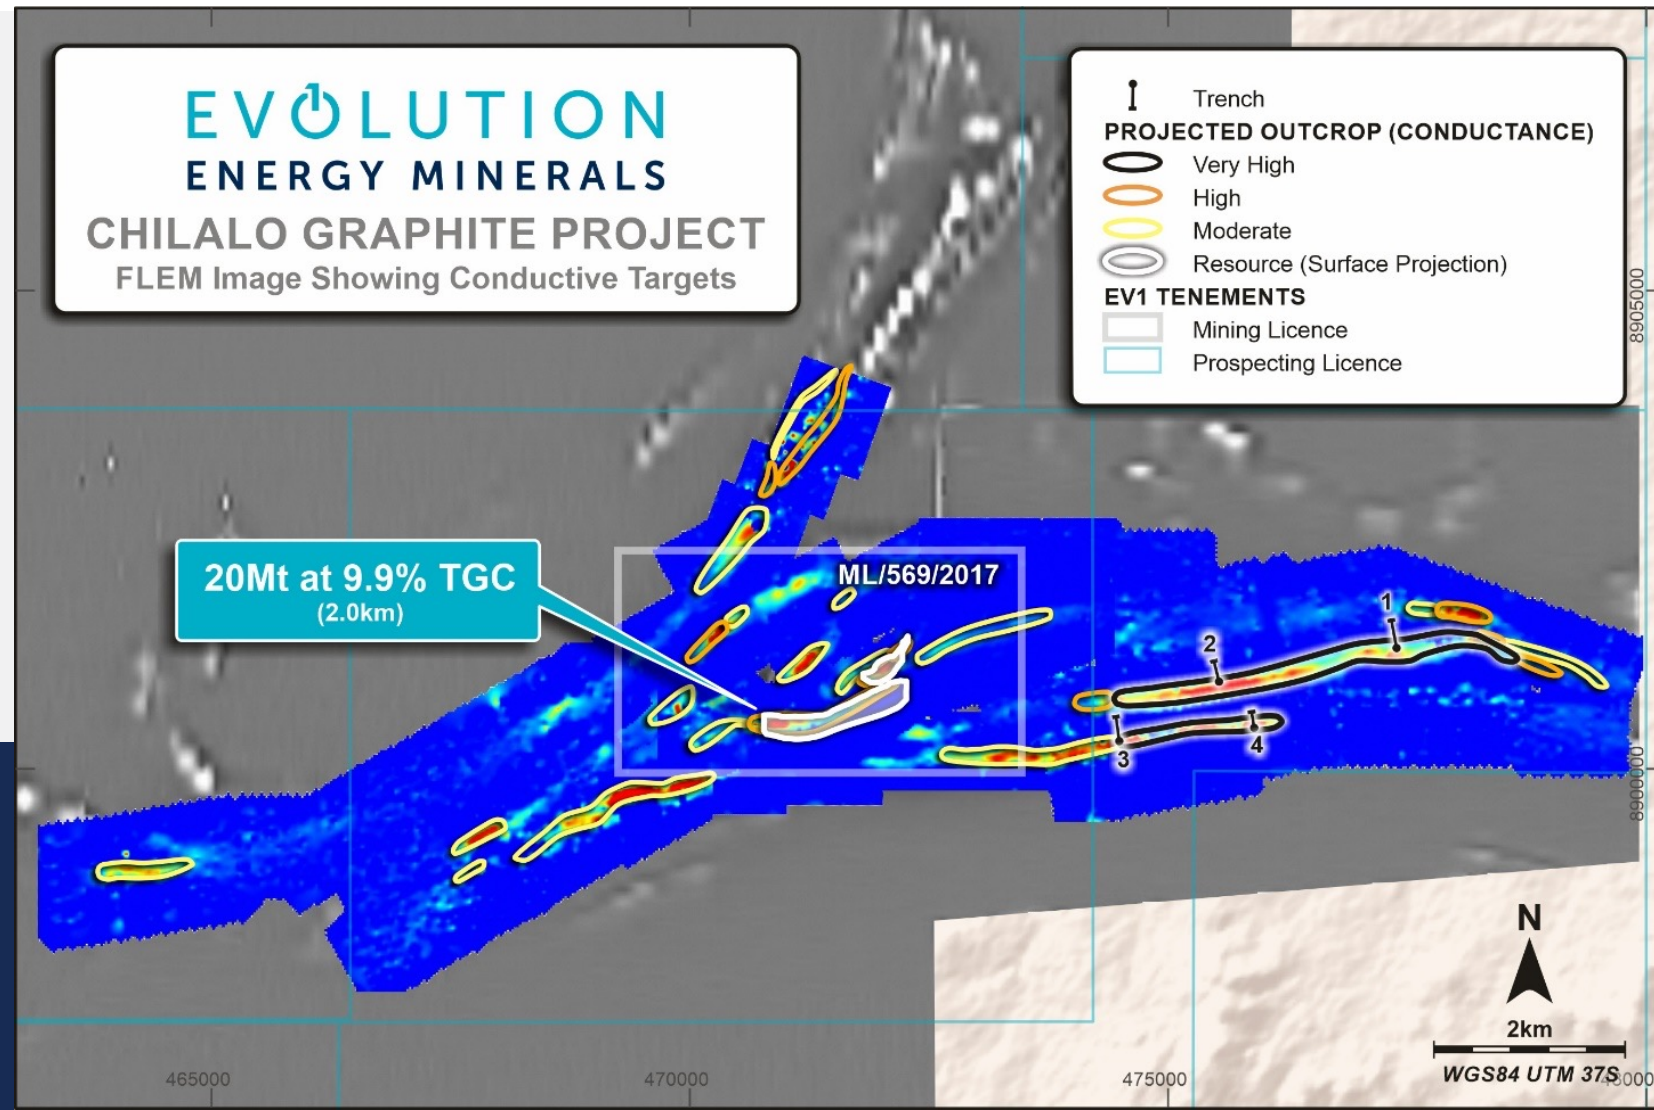 EVOLUTION
ENERGY MINERALS
CHILALO GRAPHITE PROJECT
FLEM Image Showing Conductive Targets
Trench
PROJECTED OUTCROP (CONDUCTANCE)
Very High
High
Moderate
Resource (Surface Projection)
EV1 TENEMENTS
Mining Licence
Prospecting Licence
8905000
20Mt at 9.9% TGC
(2.0km)
ML/569/2017
1
2
3
4
8900000
N
2km
WGS84 UTM 37S
465000
470000
475000